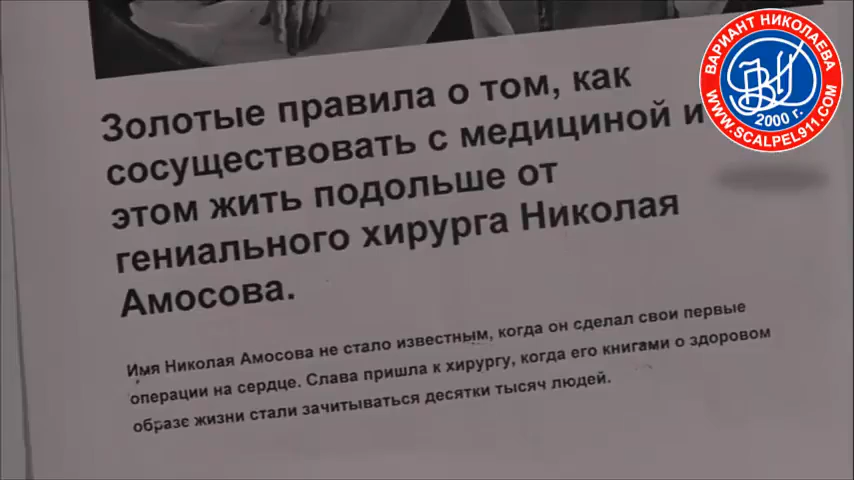 Золотые правила о том, как
сосуществовать с медициной и
этом жить подольше от
гениального хирурга Николая
Амосова.
Имя Николая Амосова не стало известным, когда он сделал свои первые
операции на сердце. Слава пришла к хирургу, когда его книгами о здоровом
образе жизни стали зачитываться десятки тысяч людей.
ВАРИАНТ НИКОЛАЕВА
ВН
2000 г.
WWW.SCALPEL911.COM